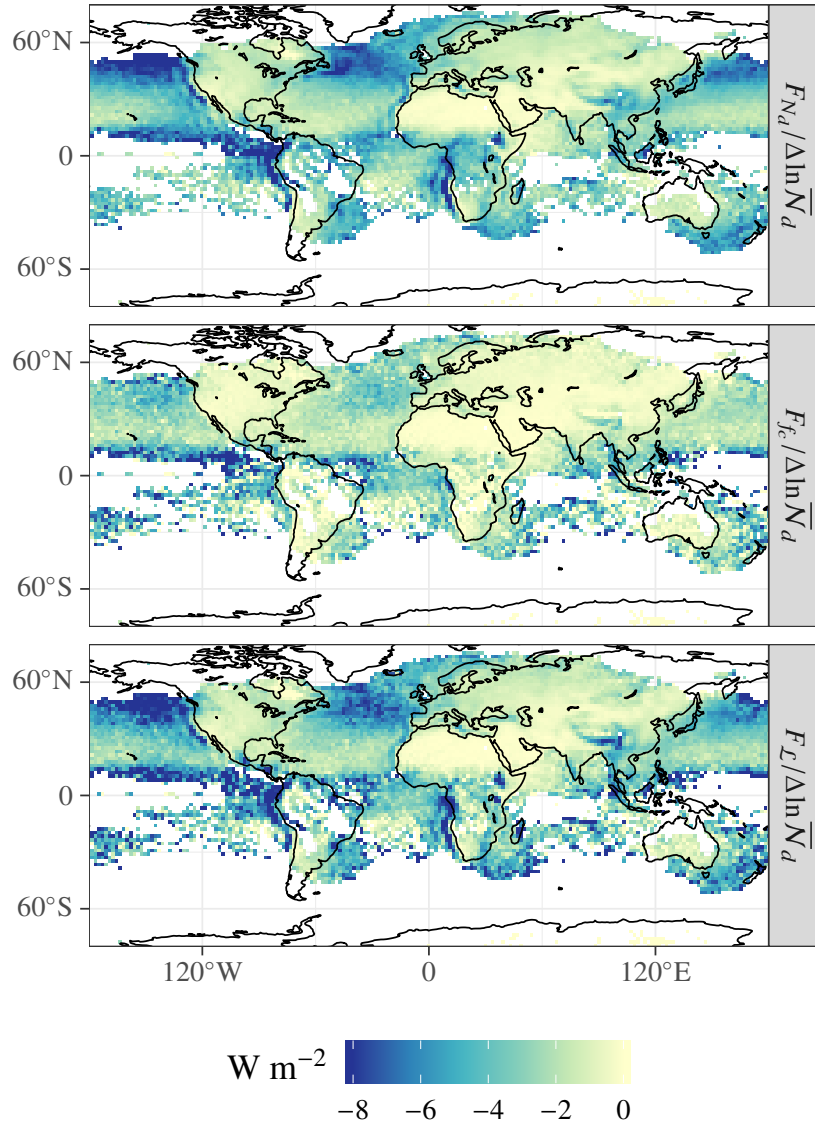 60°N
0
60°S
F_{N_d}/Δln N̅_d
60°N
0
60°S
F_{f_c}/Δln N̅_d
60°N
0
60°S
F_ℒ/Δln N̅_d
120°W 0 120°E
W m⁻²
−8 −6 −4 −2 0